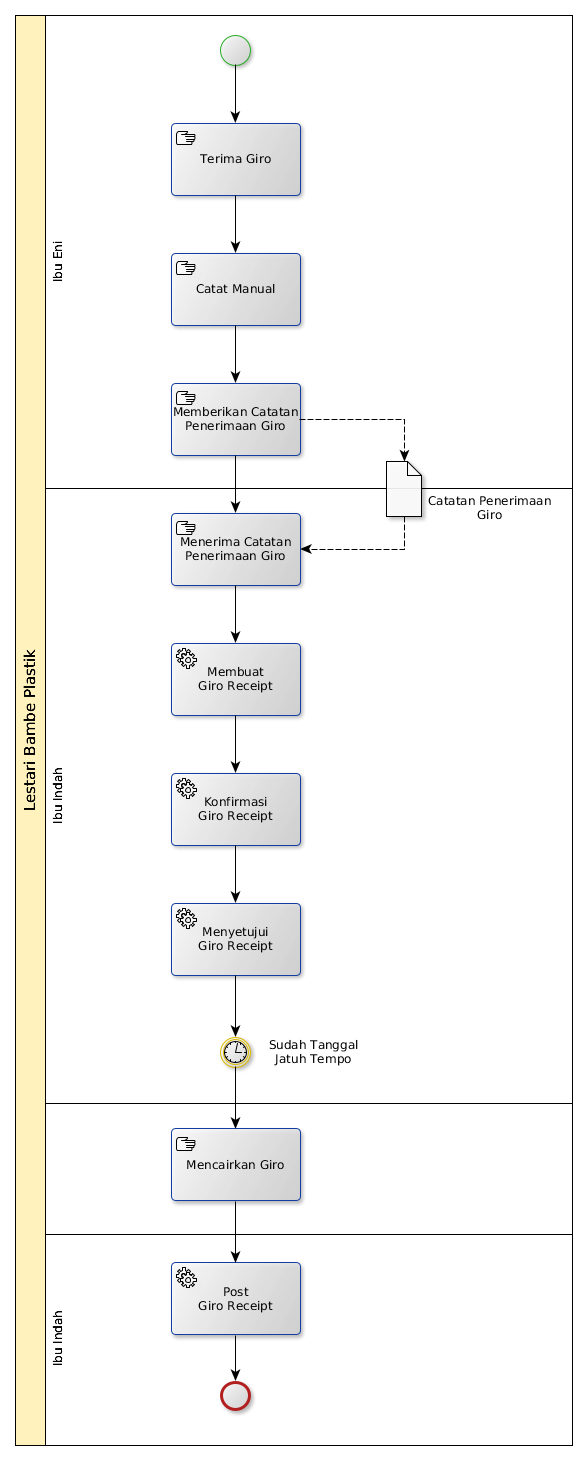 Lestari Bambe Plastik
Ibu Eni
Terima Giro
Catat Manual
Memberikan Catatan
Penerimaan Giro
Catatan Penerimaan
Giro
Ibu Indah
Menerima Catatan
Penerimaan Giro
Membuat
Giro Receipt
Konfirmasi
Giro Receipt
Menyetujui
Giro Receipt
Sudah Tanggal
Jatuh Tempo
Mencairkan Giro
Ibu Indah
Post
Giro Receipt